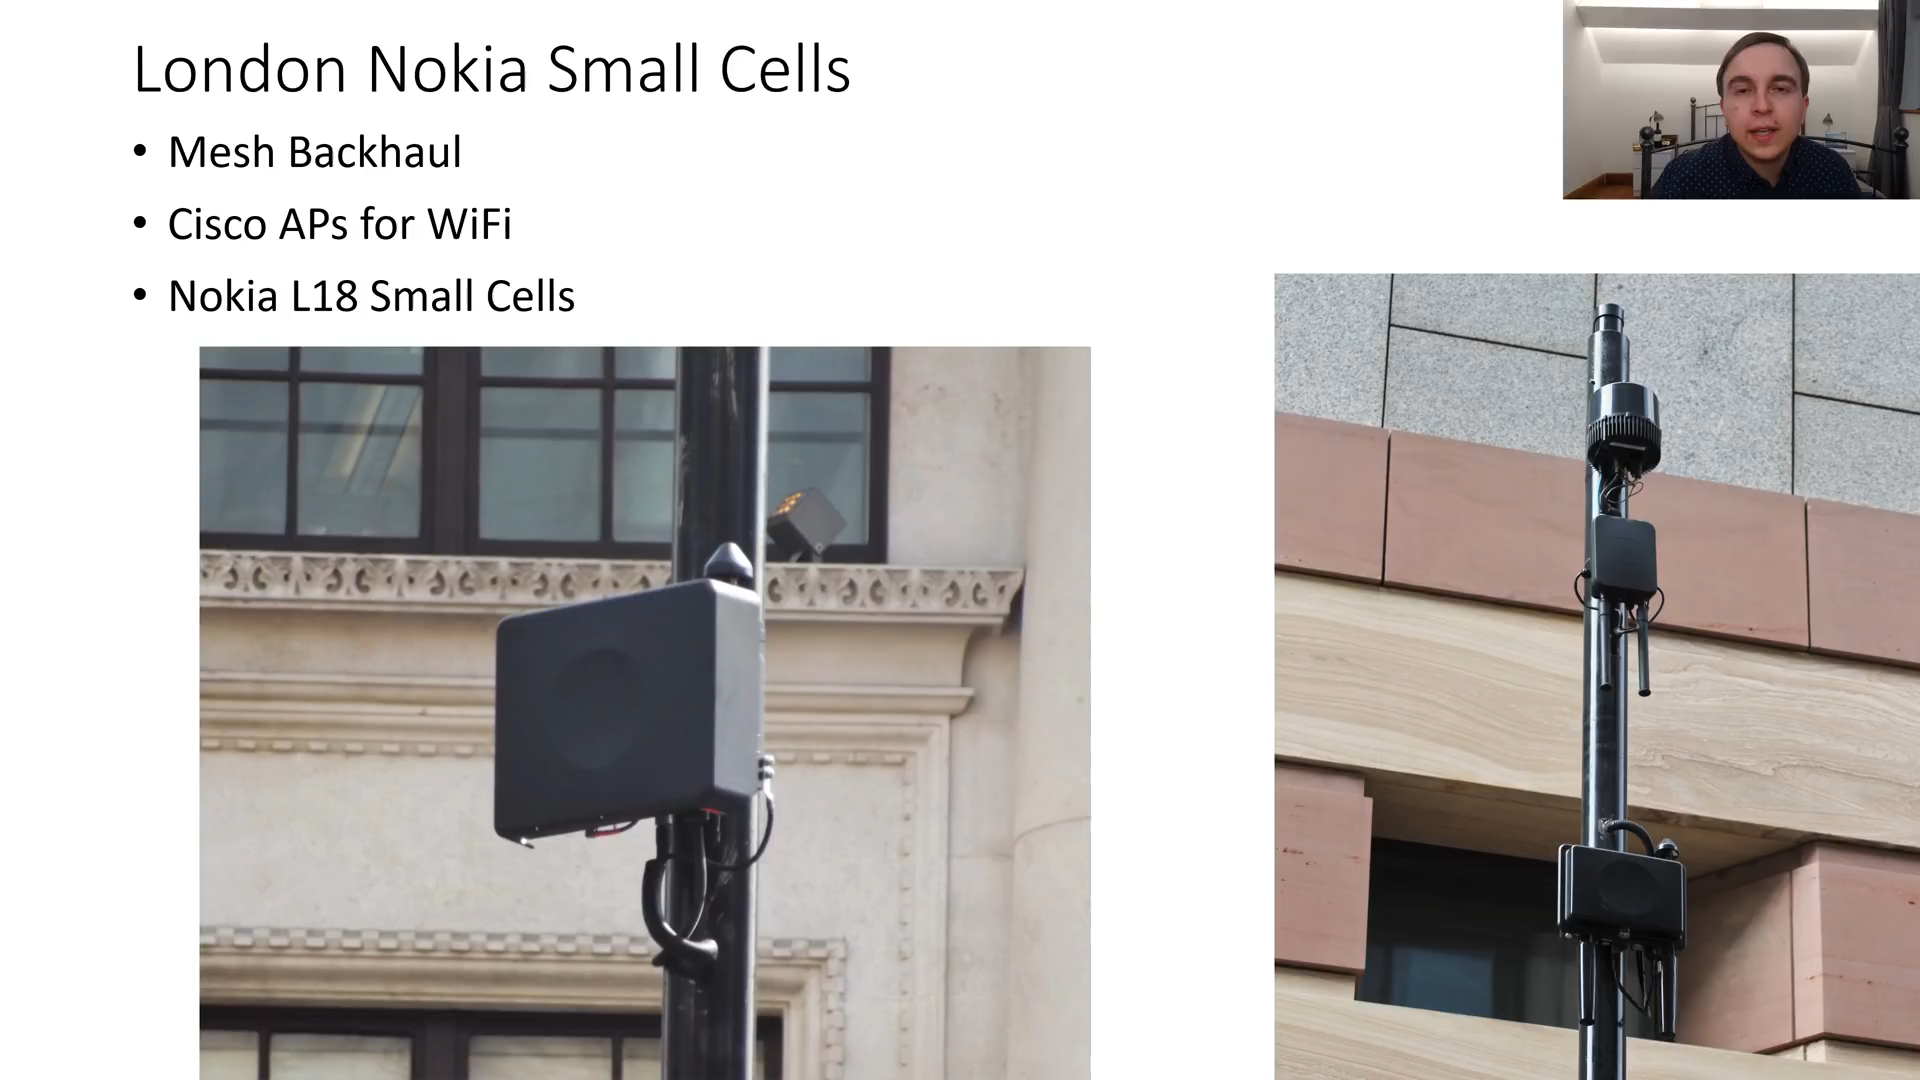 London Nokia Small Cells
• Mesh Backhaul
• Cisco APs for WiFi
• Nokia L18 Small Cells